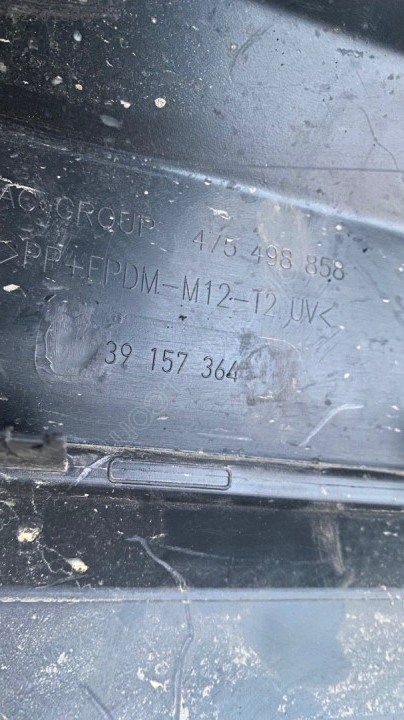 GROUP 475 498 858
>PP+EPDM-M12-T2 UV<
39 157 364